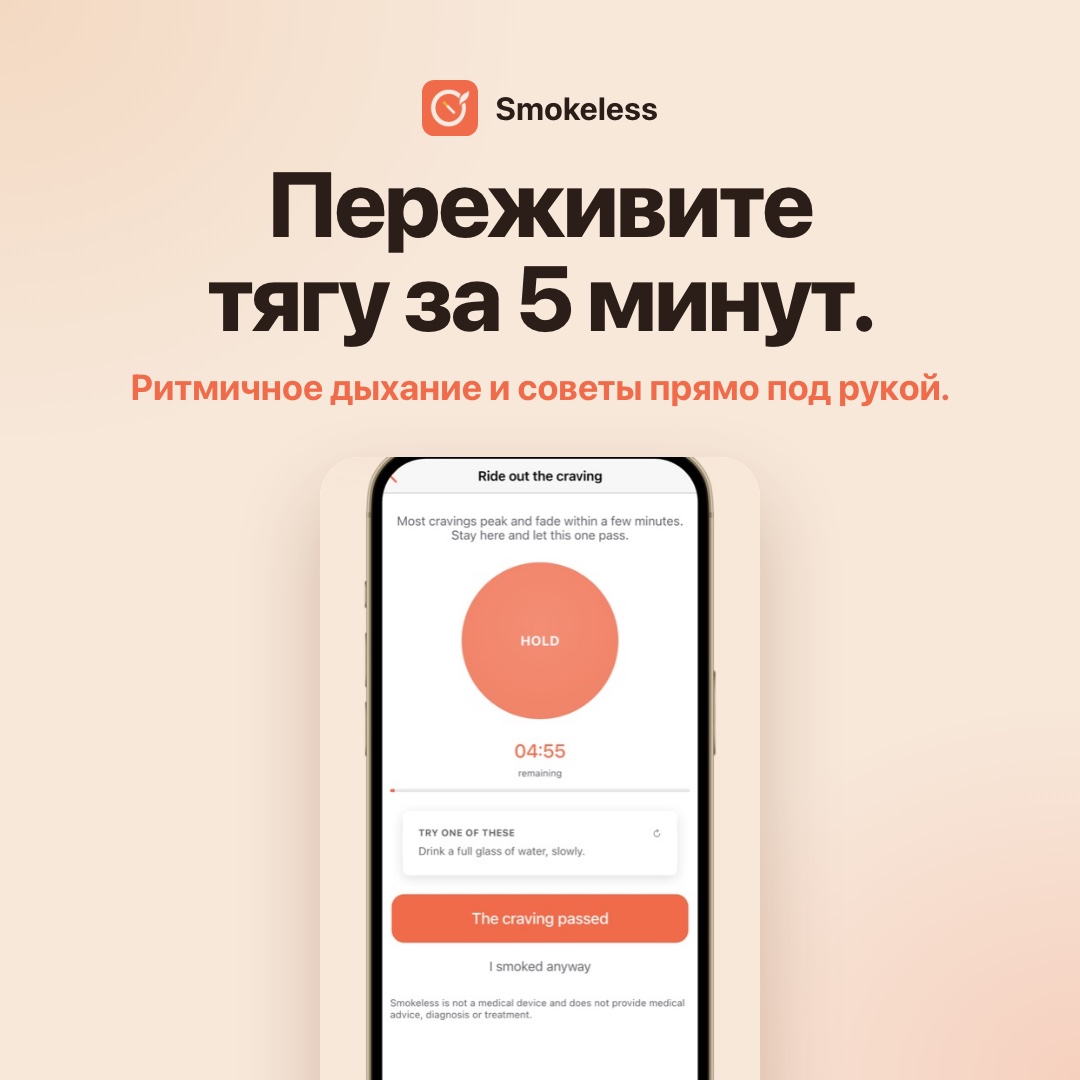 Smokeless
Переживите
тягу за 5 минут.
Ритмичное дыхание и советы прямо под рукой.
Ride out the craving
Most cravings peak and fade within a few minutes.
Stay here and let this one pass.
HOLD
04:55
remaining
TRY ONE OF THESE
Drink a full glass of water, slowly.
The craving passed
I smoked anyway
Smokeless is not a medical device and does not provide medical
advice, diagnosis or treatment.